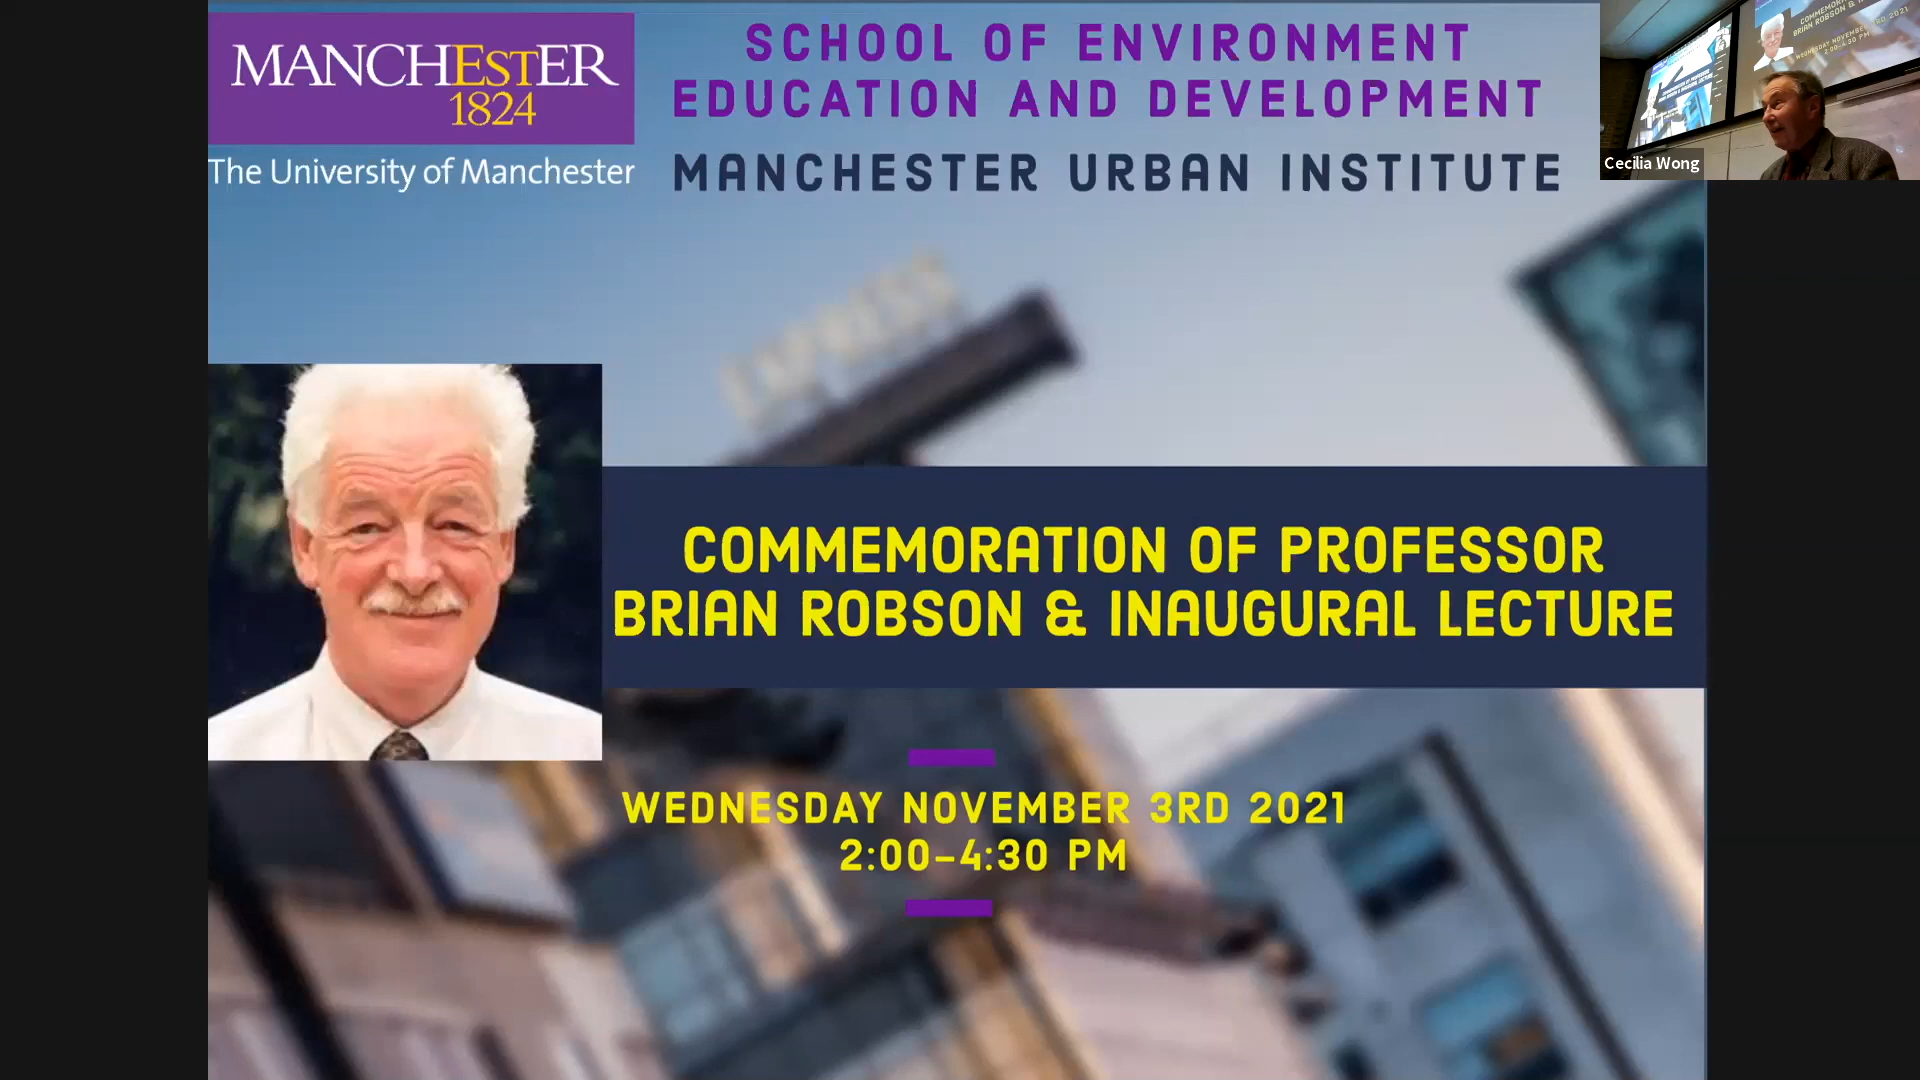 MANCHESTER
1824
The University of Manchester
SCHOOL OF ENVIRONMENT
EDUCATION AND DEVELOPMENT
MANCHESTER URBAN INSTITUTE
Cecilia Wong
COMMEMORATION OF PROFESSOR
BRIAN ROBSON & INAUGURAL LECTURE
WEDNESDAY NOVEMBER 3RD 2021
2:00-4:30 PM